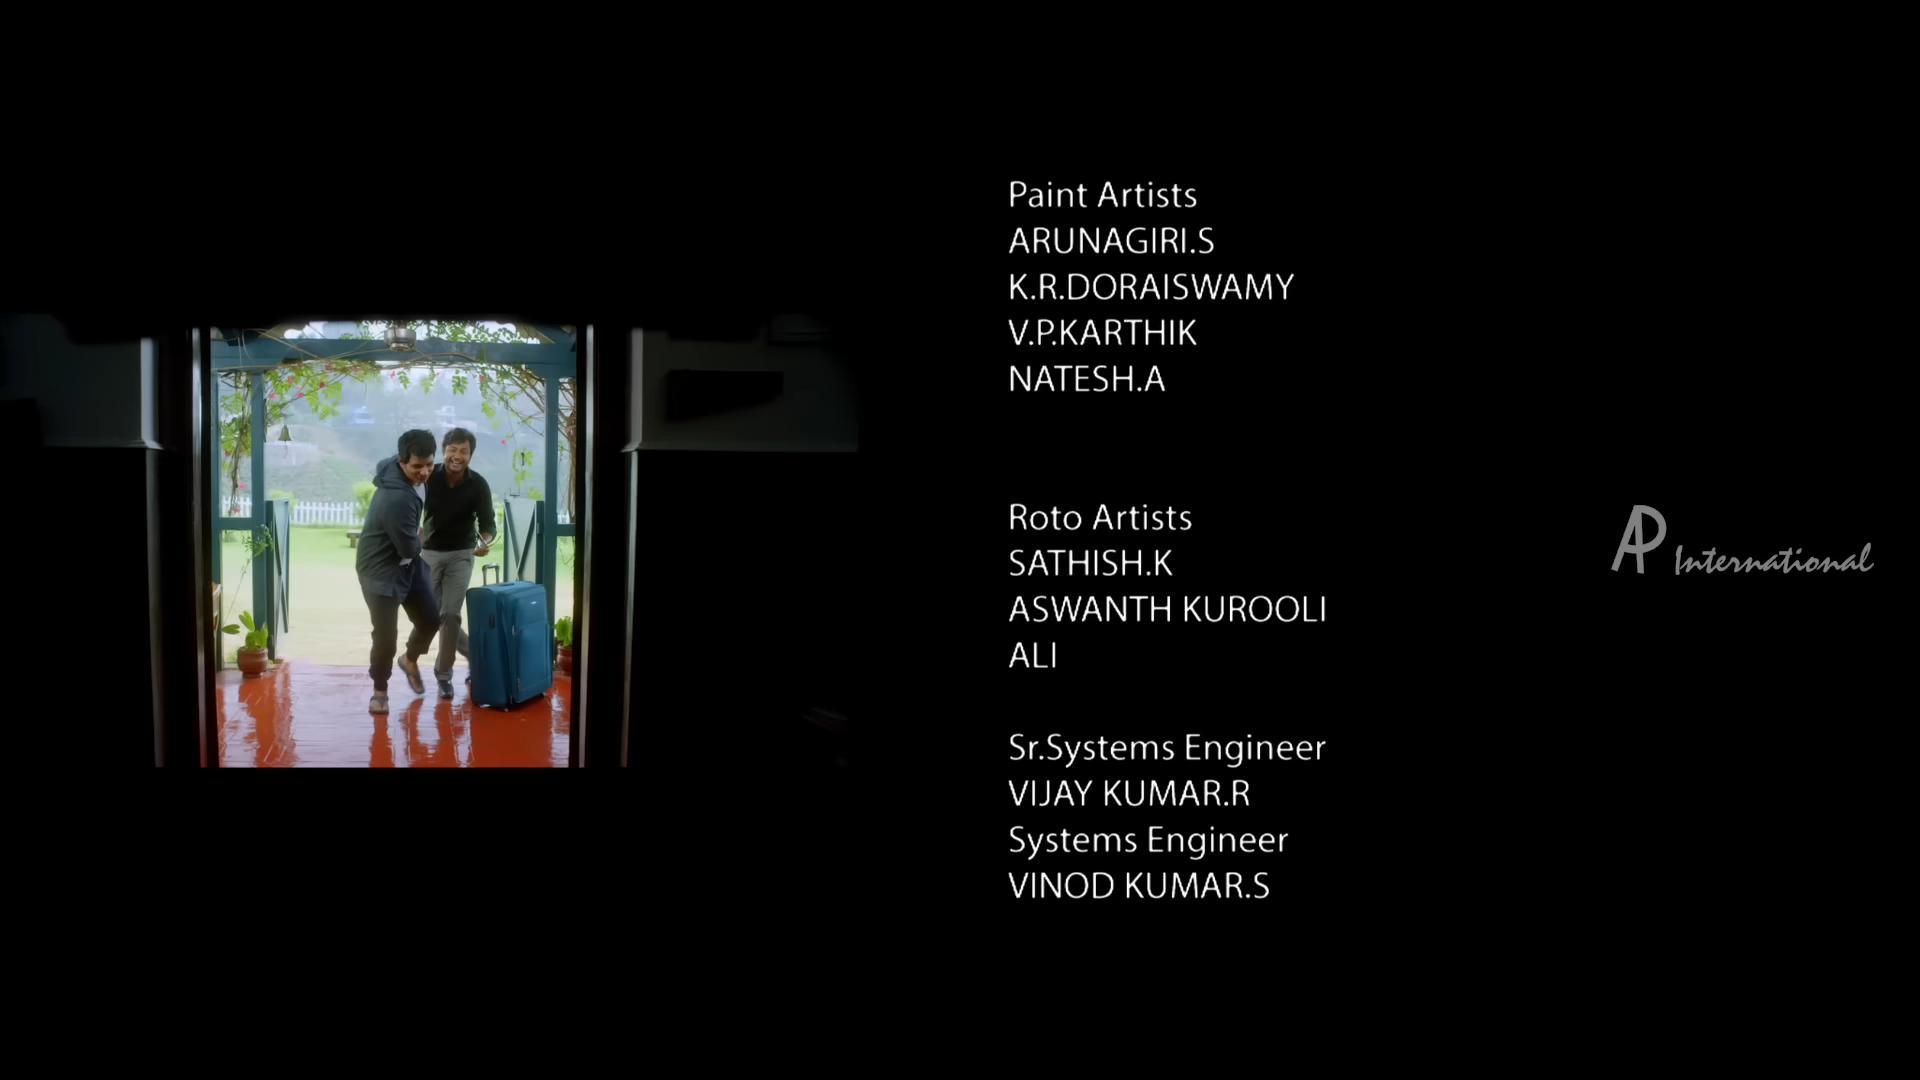 Paint Artists
ARUNAGIRI.S
K.R.DORAISWAMY
V.P.KARTHIK
NATESH.A
Roto Artists
SATHISH.K
ASWANTH KUROOLI
ALI
Sr.Systems Engineer
VIJAY KUMAR.R
Systems Engineer
VINOD KUMAR.S
AP International